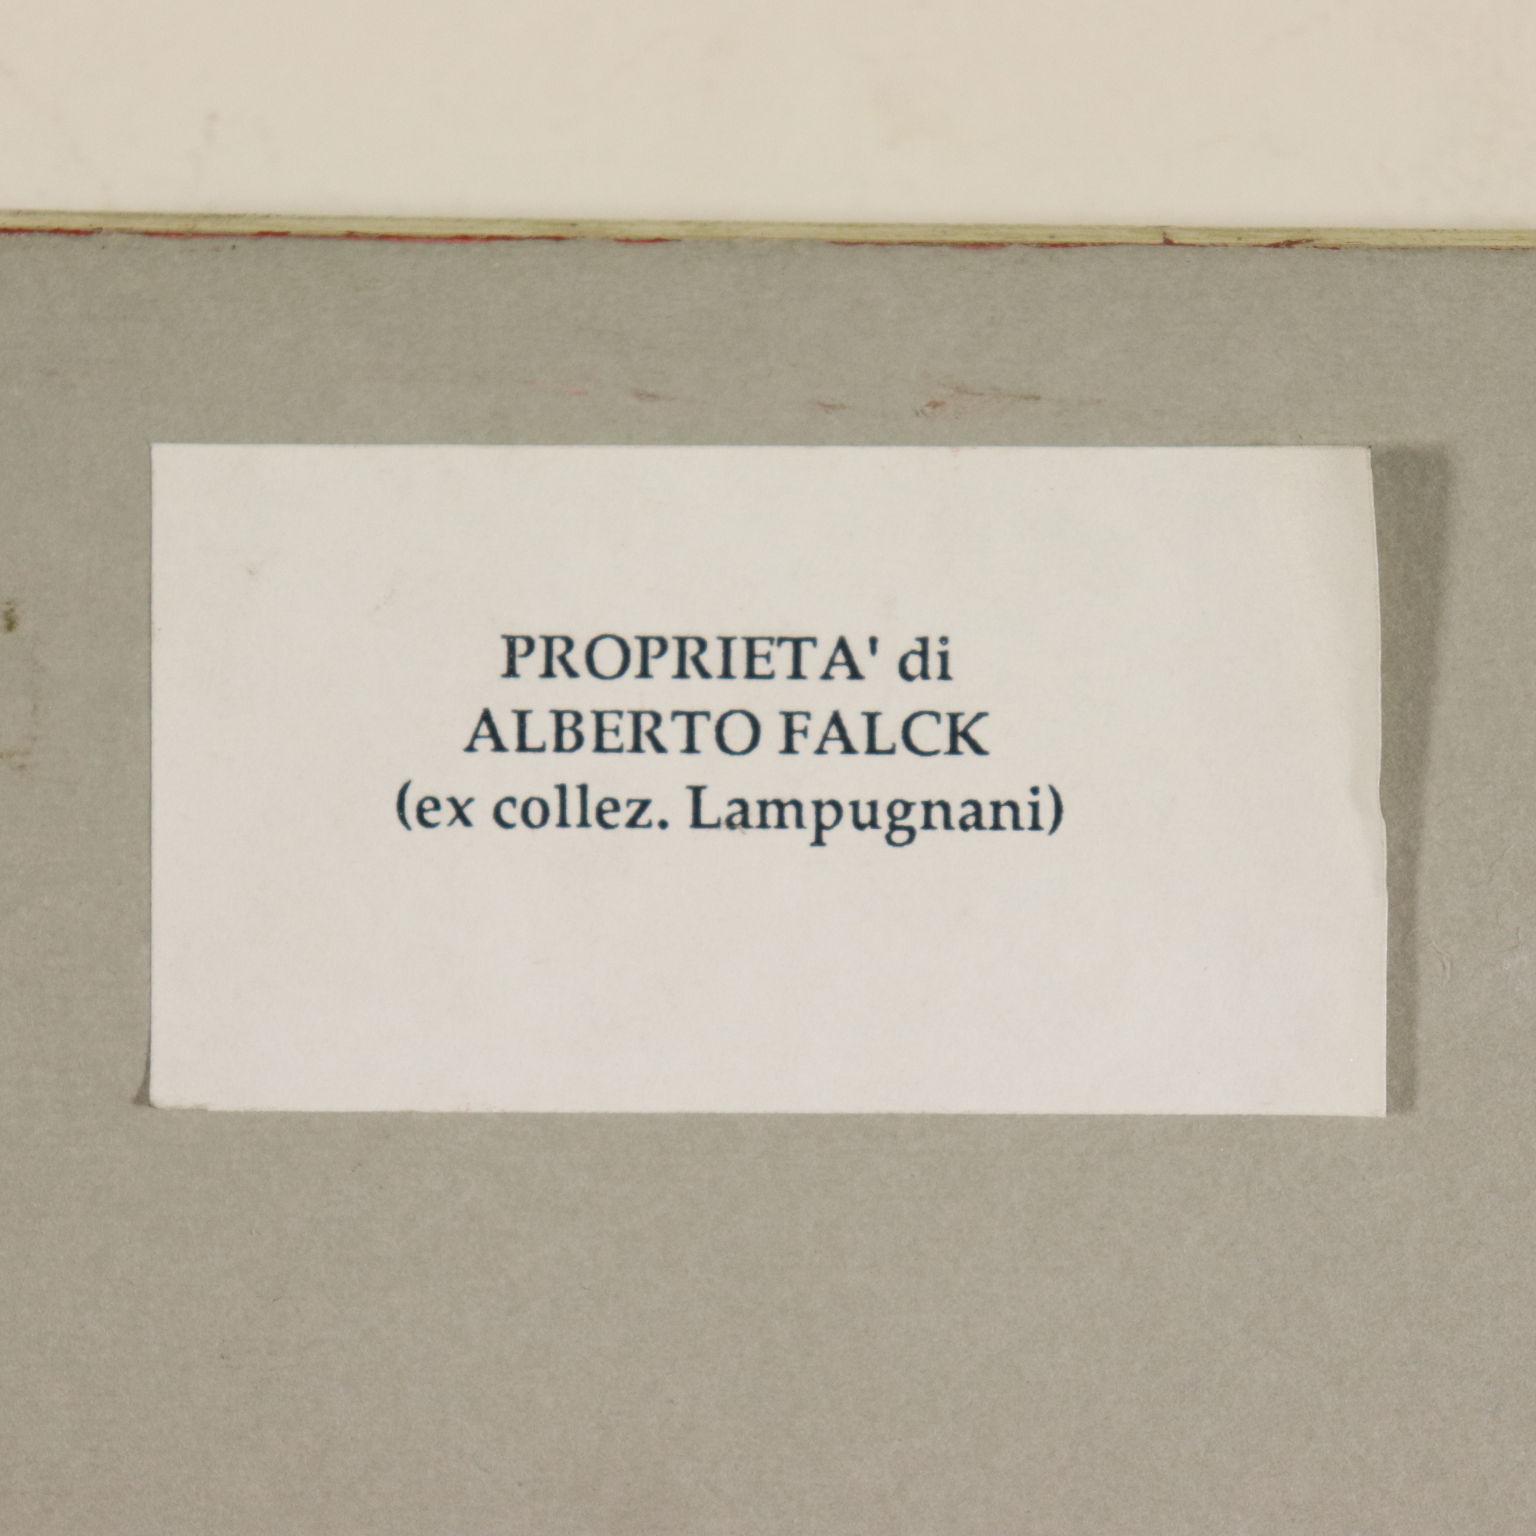 PROPRIETA' di
ALBERTO FALCK
(ex collez. Lampugnani)